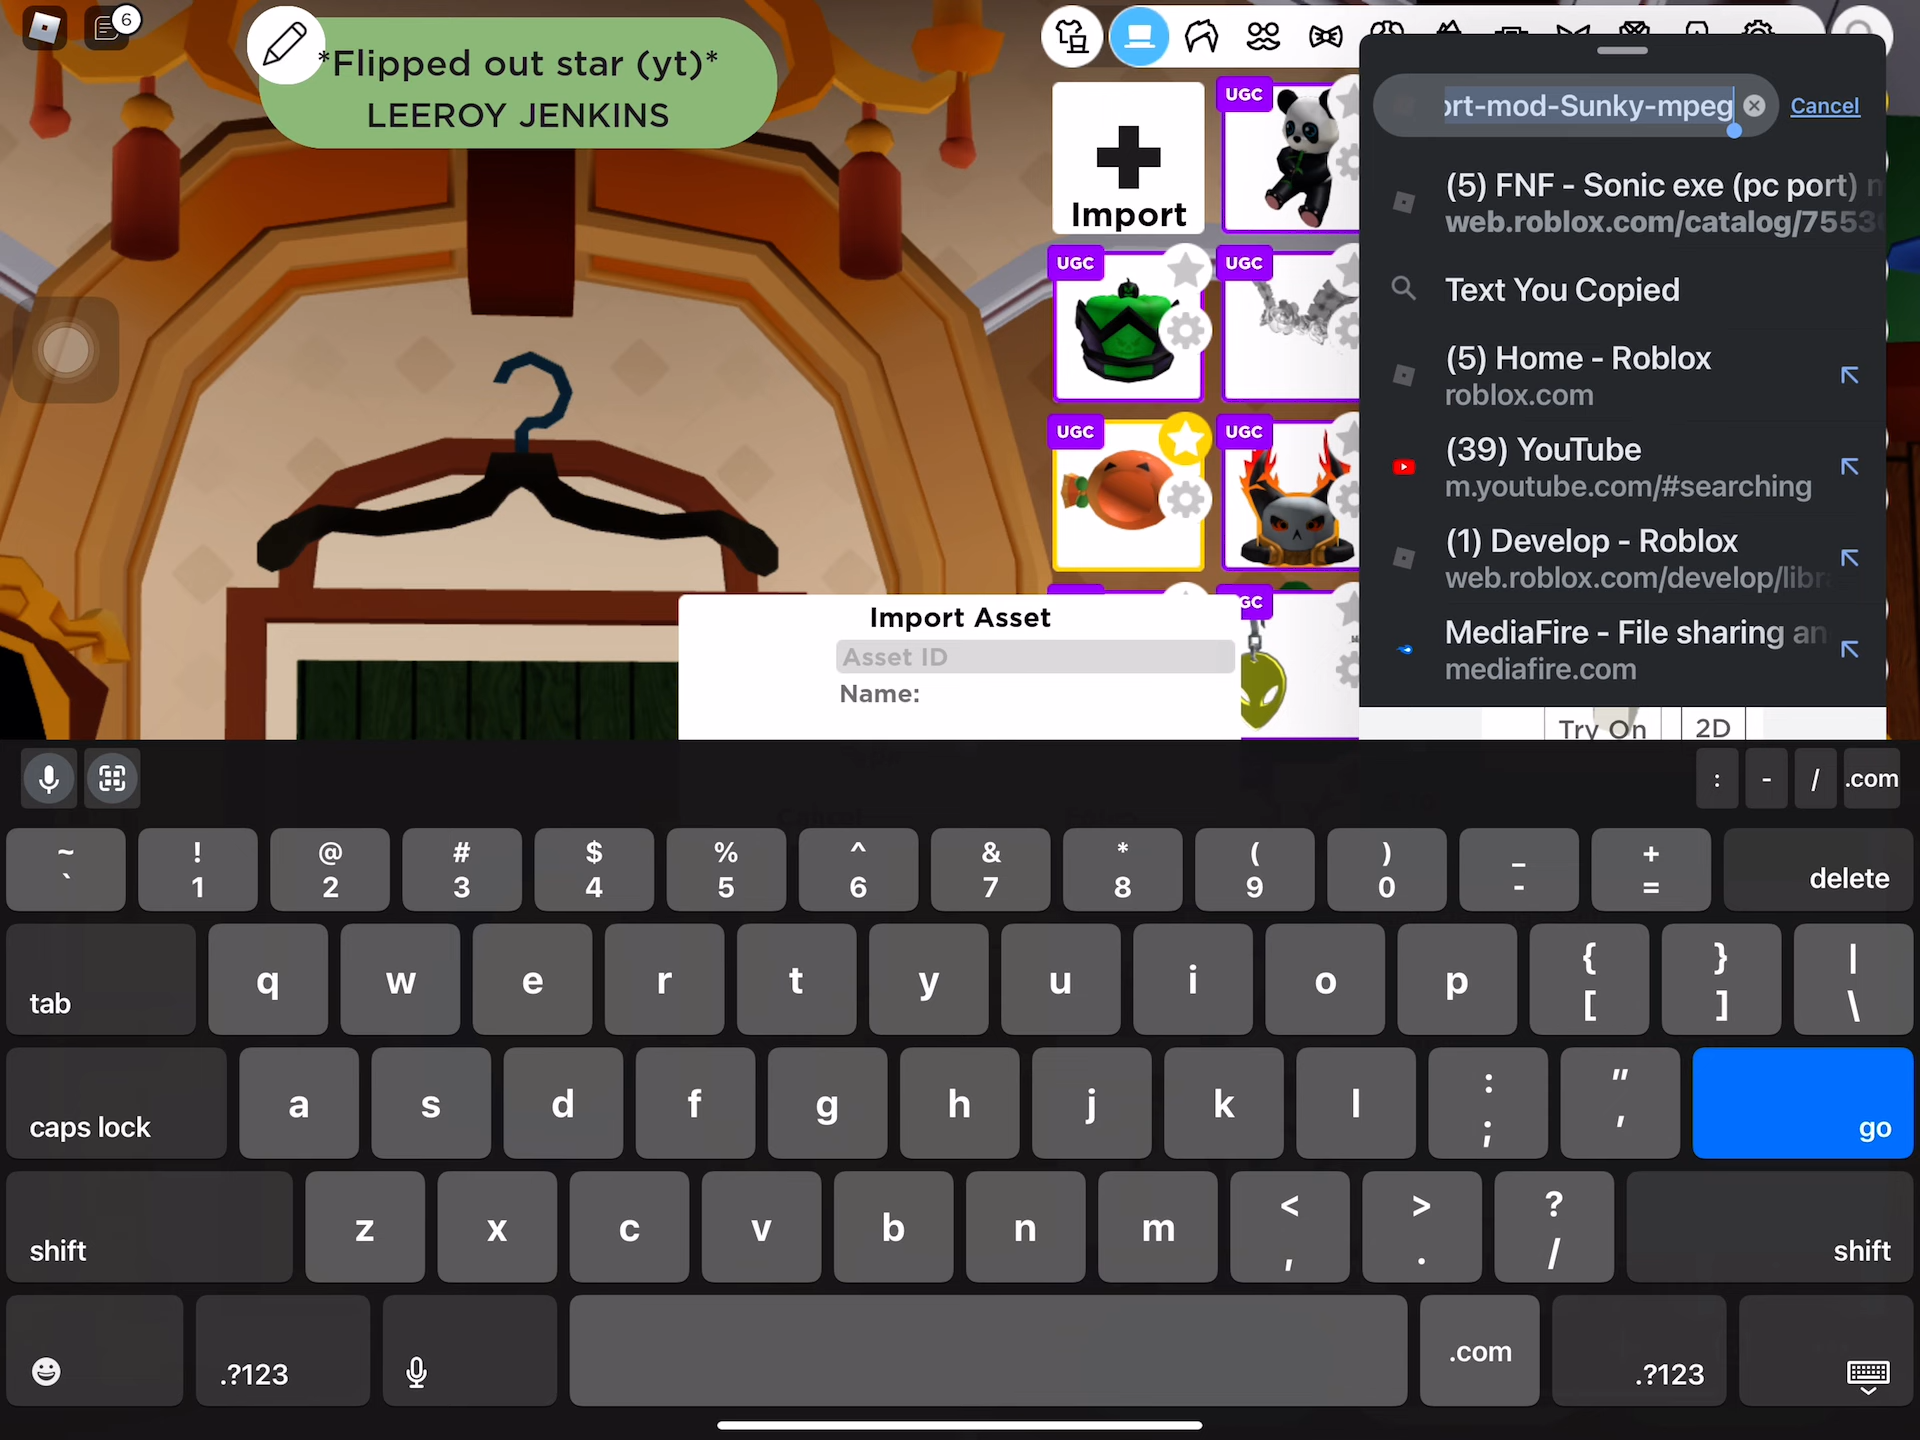 6
*Flipped out star (yt)*
LEEROY JENKINS
Import
UGC
UGC
UGC
UGC
UGC
Import Asset
Asset ID
Name:
ort-mod-Sunky-mpeg
Cancel
(5) FNF - Sonic exe (pc port)
web.roblox.com/catalog/7553
Text You Copied
(5) Home - Roblox
roblox.com
(39) YouTube
m.youtube.com/#searching
(1) Develop - Roblox
web.roblox.com/develop/libr
MediaFire - File sharing an
mediafire.com
Try On
2D
: - / .com
~ ! @ # $ % ^ & * ( ) _ +
` 1 2 3 4 5 6 7 8 9 0 - = delete
tab q w e r t y u i o p { [ } ] | \
caps lock a s d f g h j k l : ; " ' go
shift z x c v b n m < , > . ? / shift
.?123 .com .?123